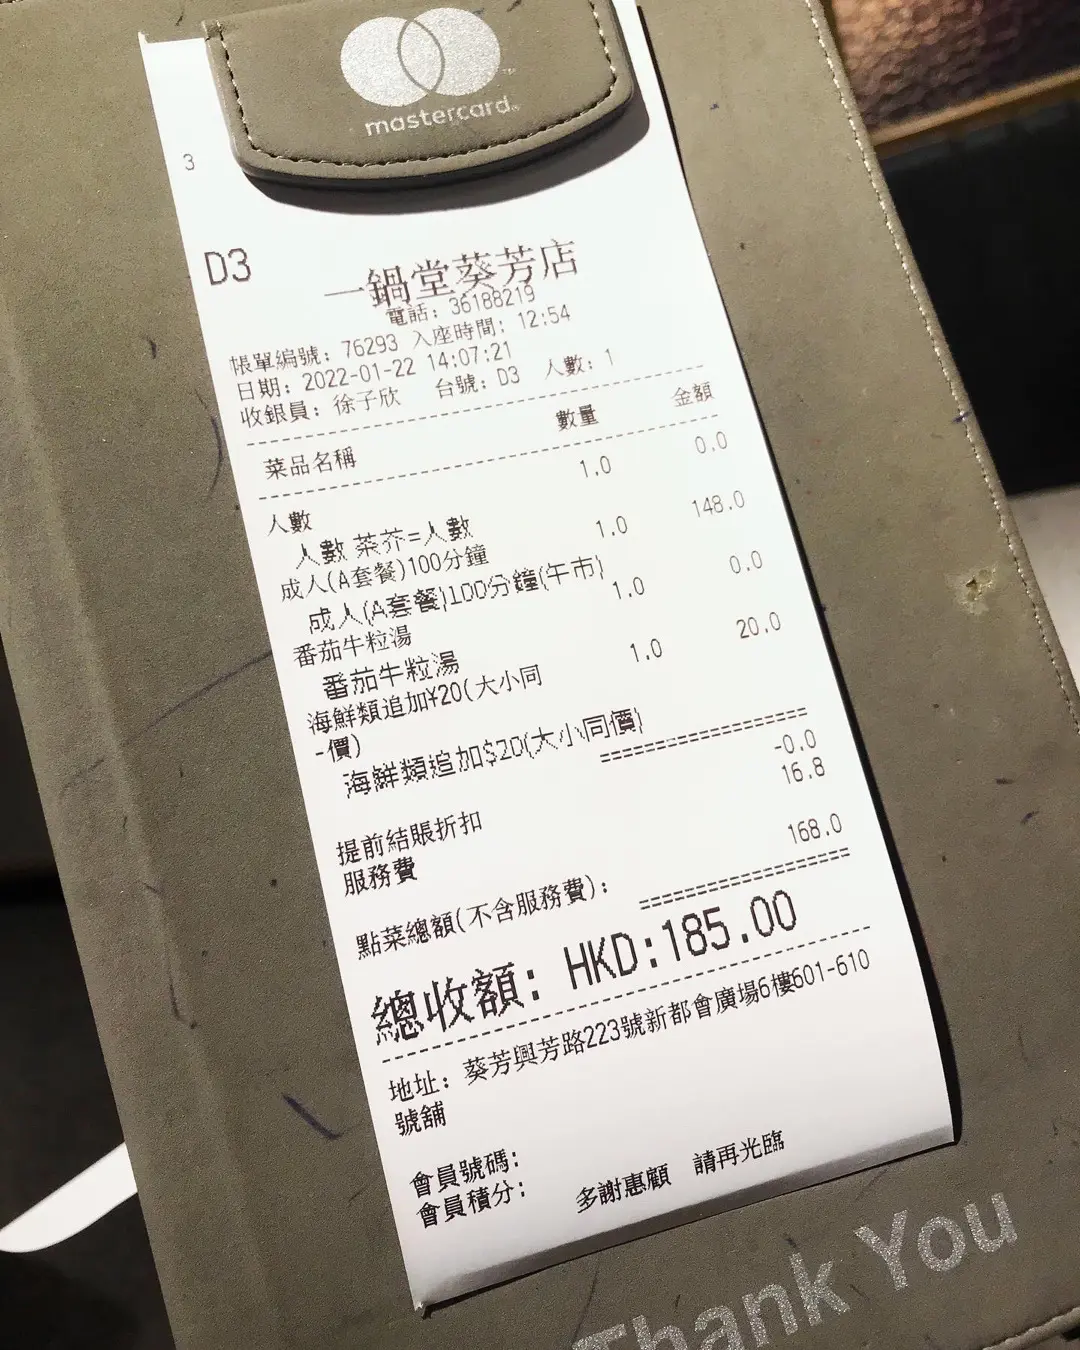 mastercard
3
D3
一鍋堂葵芳店
電話: 36188219
帳單編號: 76293 入座時間: 12:54
日期: 2022-01-22 14:07:21
收銀員: 徐子欣 台號: D3 人數: 1
菜品名稱 數量 金額
人數 1.0 0.0
人數 茶芥=人數
成人(A套餐)100分鐘 1.0 148.0
成人(A套餐)100分鐘(午市)
番茄牛粒湯 1.0 0.0
番茄牛粒湯
海鮮類追加¥20(大小同 1.0 20.0
-價)
海鮮類追加$20(大小同價)
提前結賬折扣 -0.0
服務費 16.8
點菜總額(不含服務費): 168.0
總收額: HKD:185.00
地址: 葵芳興芳路223號新都會廣場6樓601-610
號舖
會員號碼:
會員積分:
多謝惠顧 請再光臨
Thank You